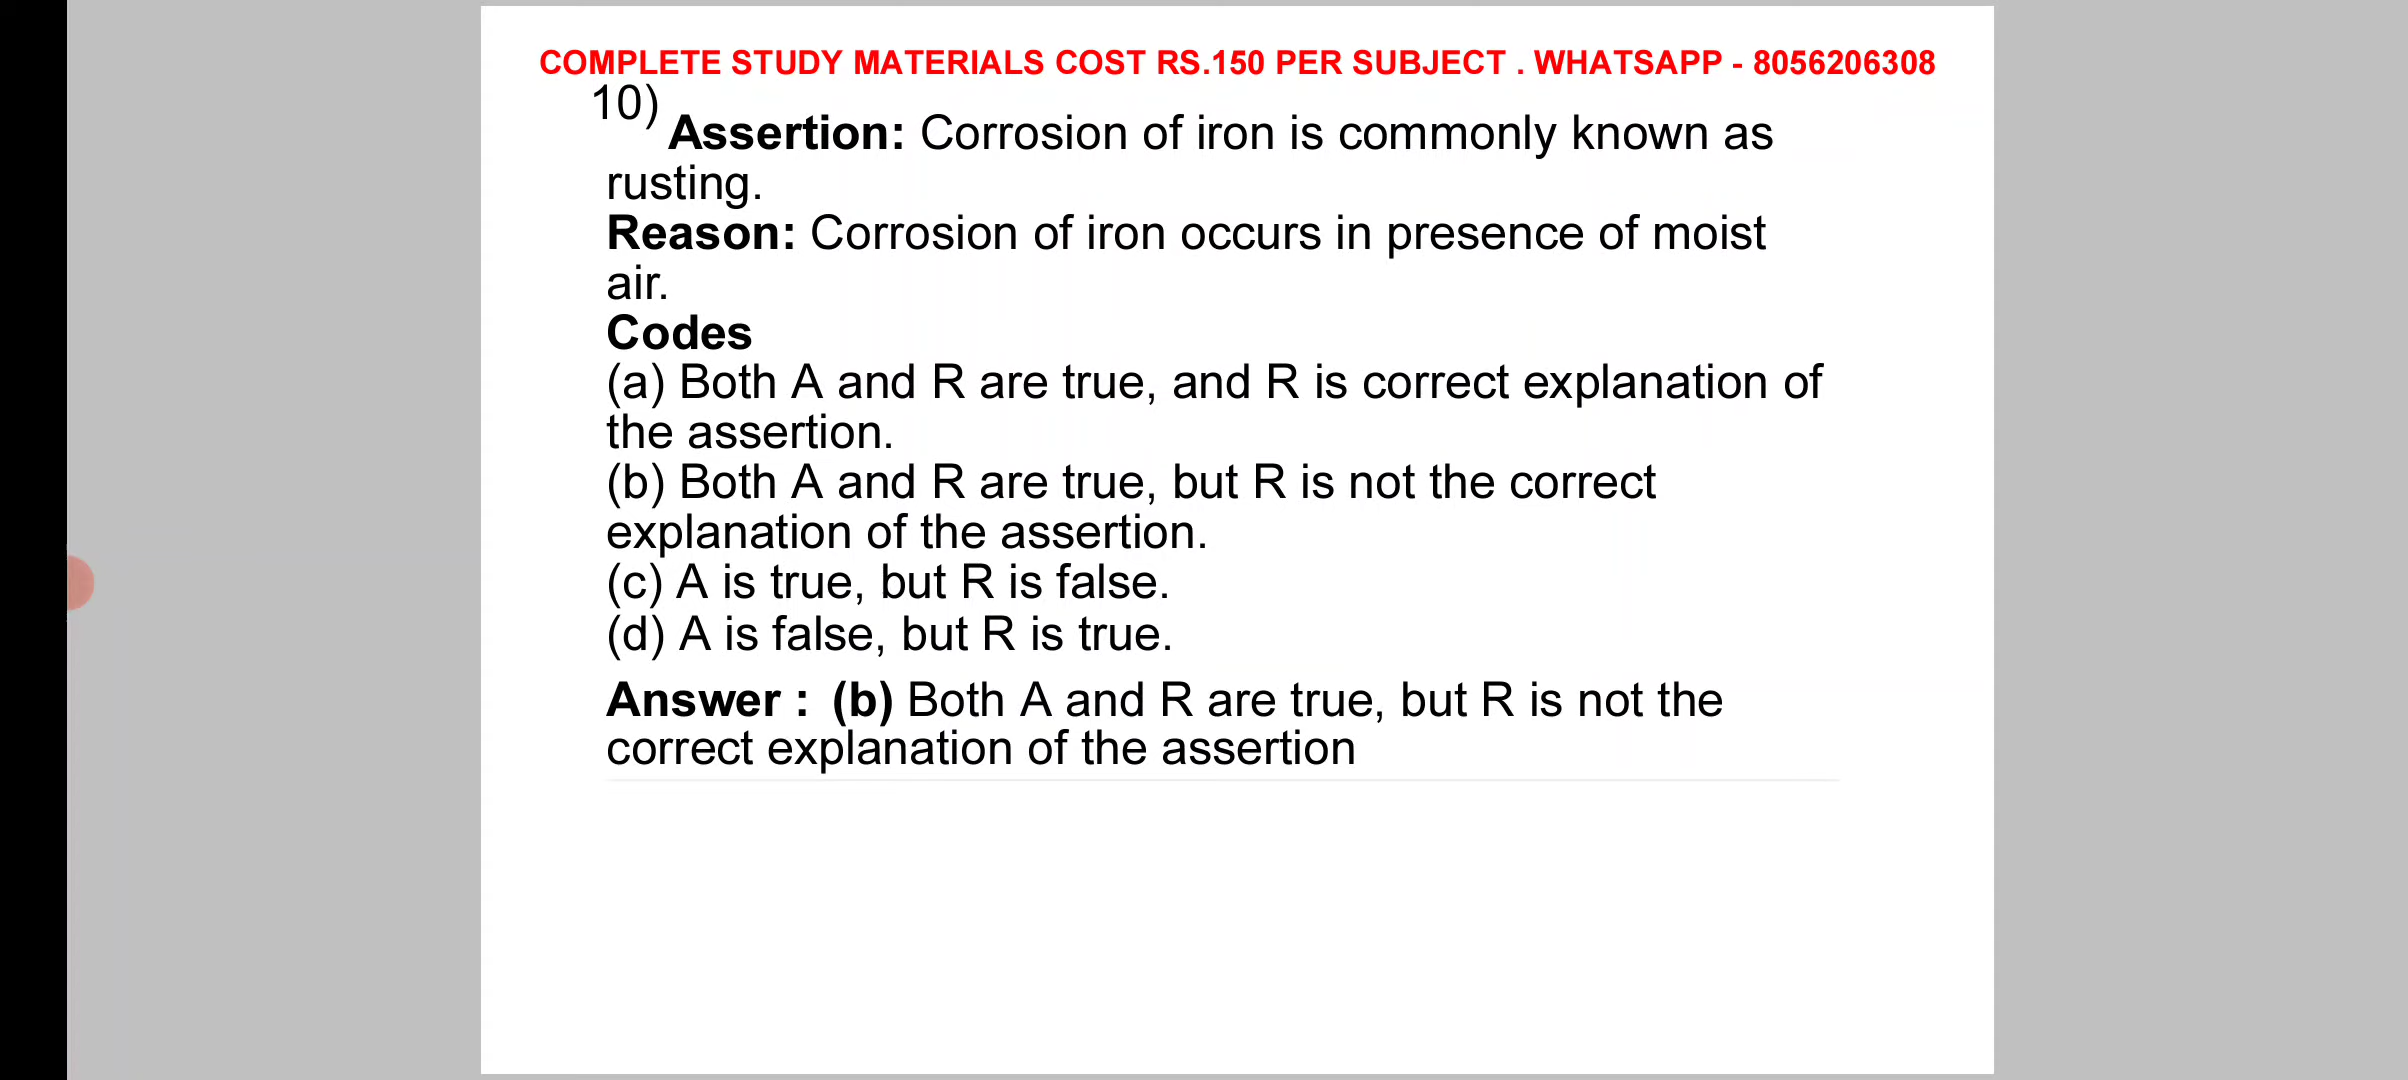 COMPLETE STUDY MATERIALS COST RS.150 PER SUBJECT . WHATSAPP - 8056206308
10)
Assertion: Corrosion of iron is commonly known as
rusting.
Reason: Corrosion of iron occurs in presence of moist
air.
Codes
(a) Both A and R are true, and R is correct explanation of
the assertion.
(b) Both A and R are true, but R is not the correct
explanation of the assertion.
(c) A is true, but R is false.
(d) A is false, but R is true.
Answer : (b) Both A and R are true, but R is not the
correct explanation of the assertion